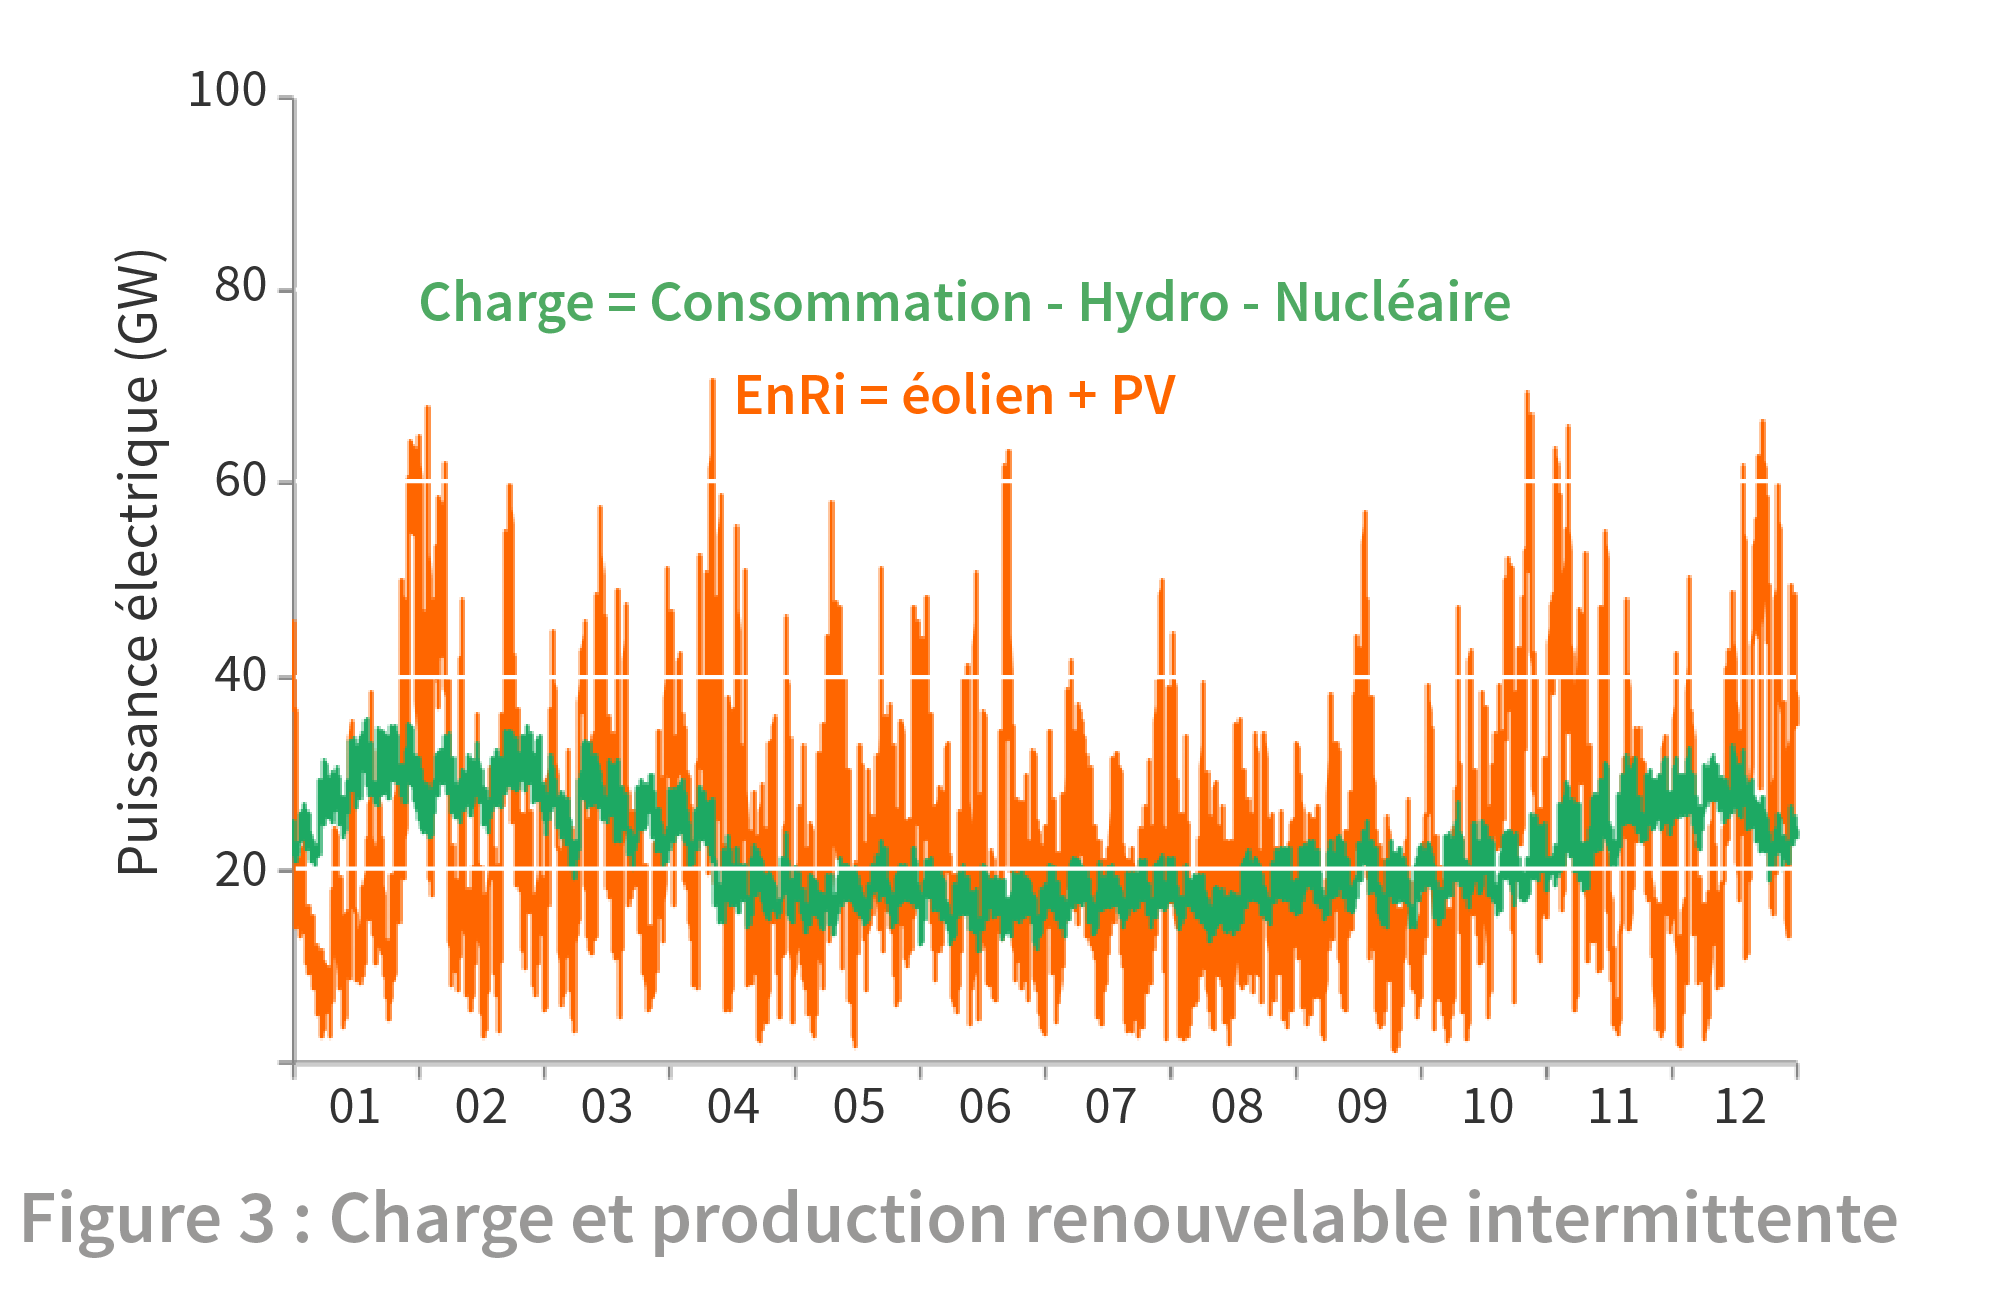 100
80
60
40
20
Puissance électrique (GW)
Charge = Consommation - Hydro - Nucléaire
EnRi = éolien + PV
01 02 03 04 05 06 07 08 09 10 11 12
Figure 3 : Charge et production renouvelable intermittente